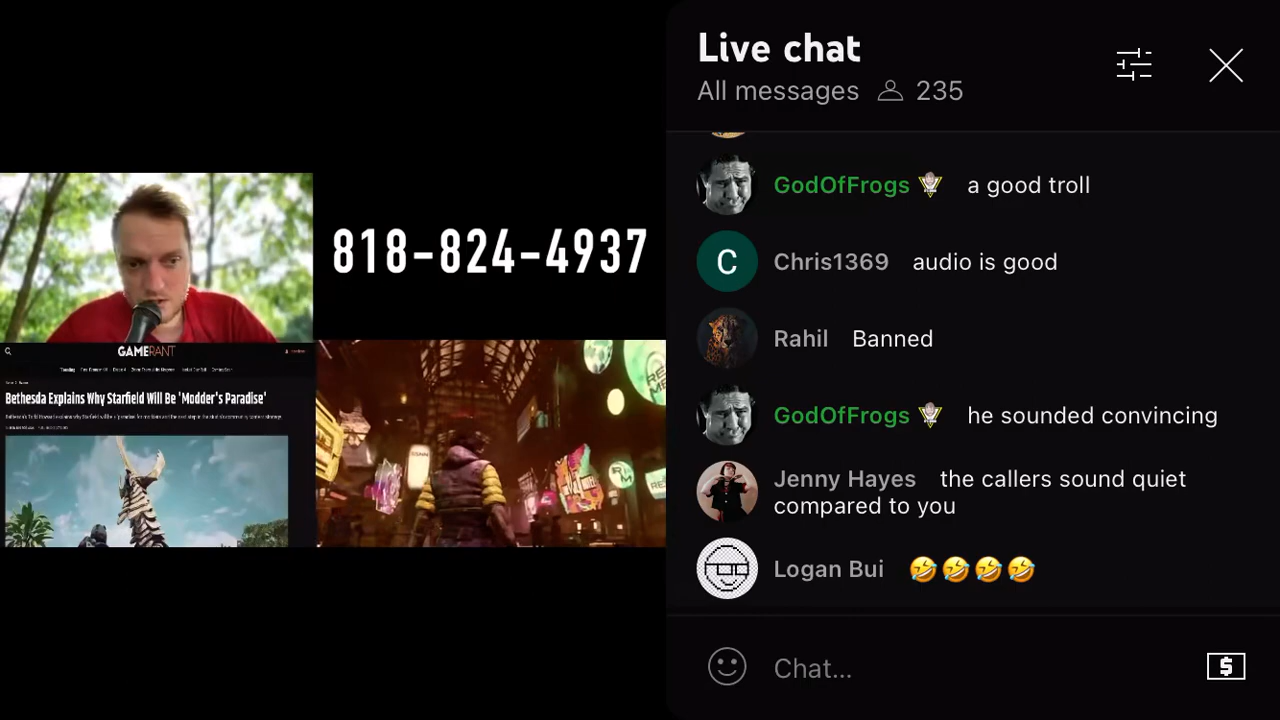 818-824-4937
GAMERANT
Bethesda Explains Why Starfield Will Be 'Modder's Paradise'
Live chat
All messages 235
GodOfFrogs a good troll
C Chris1369 audio is good
Rahil Banned
GodOfFrogs he sounded convincing
Jenny Hayes the callers sound quiet
compared to you
Logan Bui 🤣🤣🤣🤣
Chat...
$